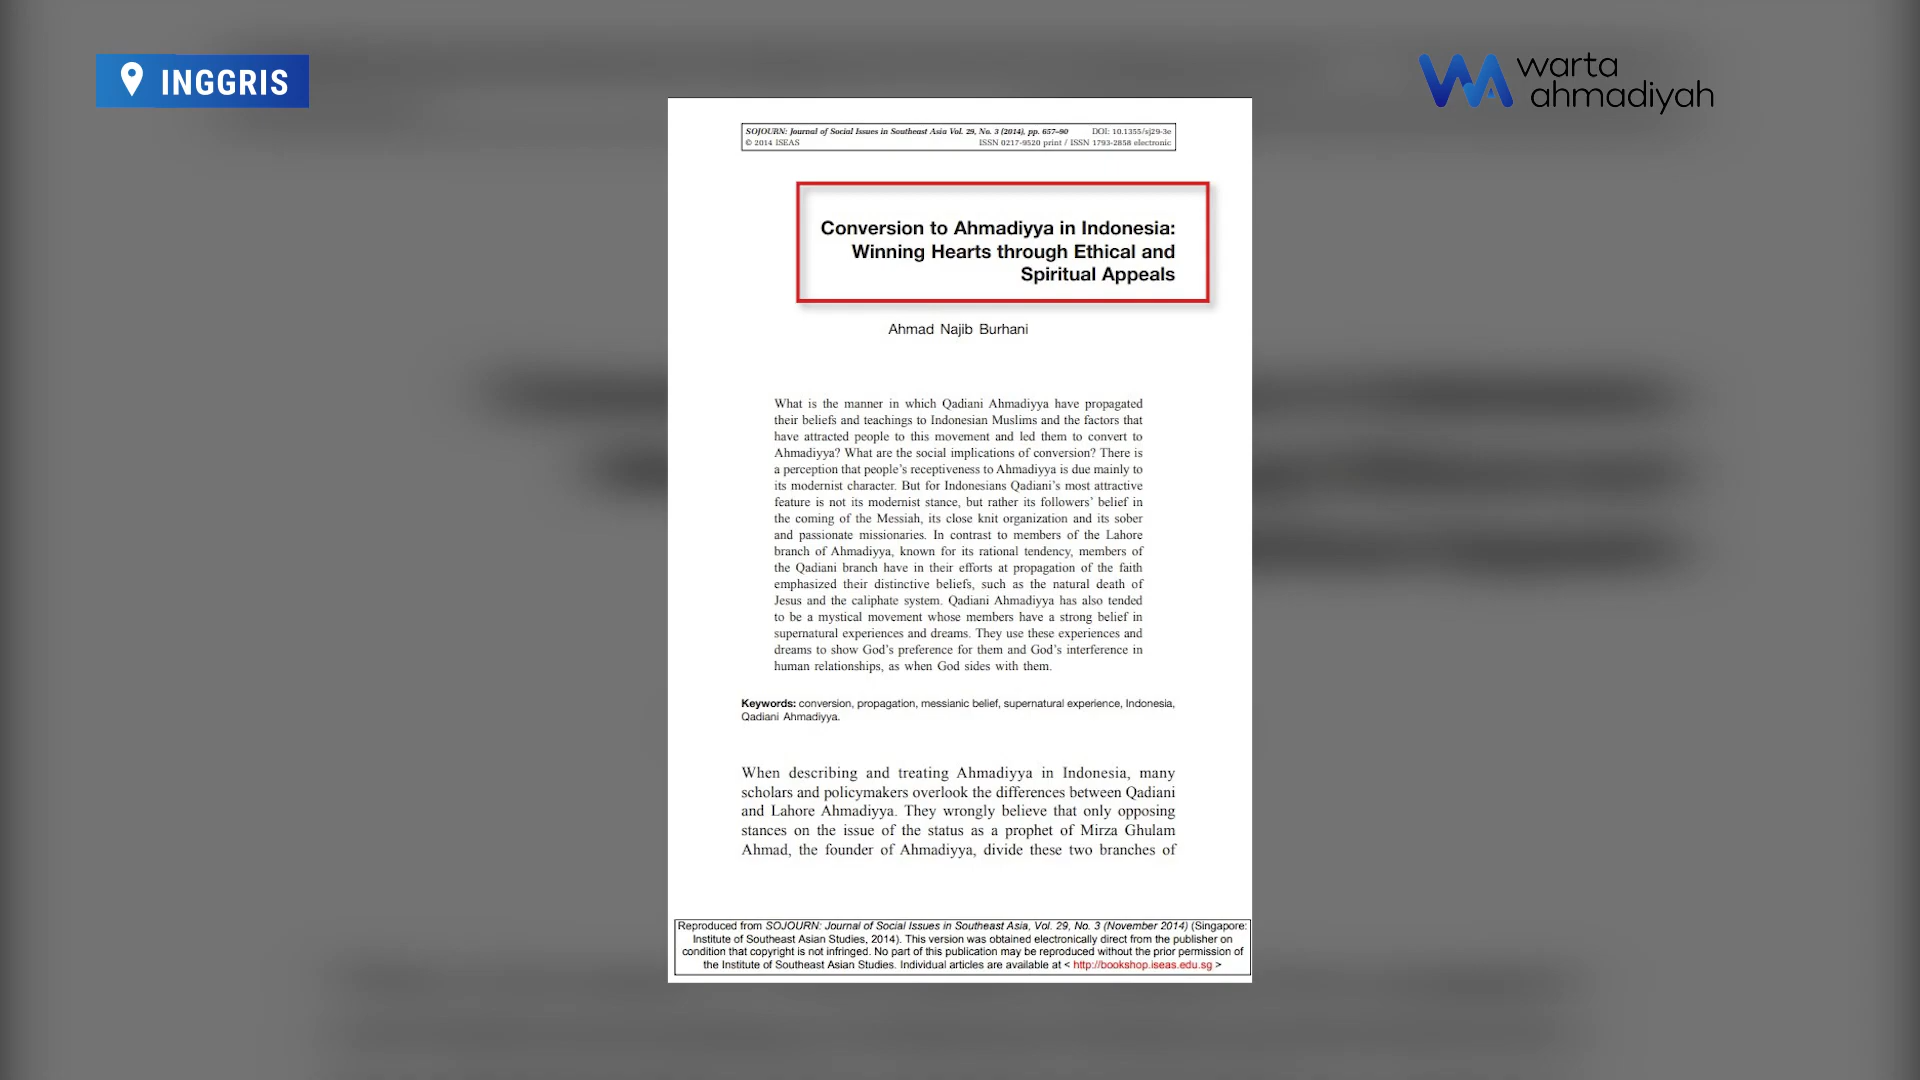 INGGRIS
warta
ahmadiyah
SOJOURN: Journal of Social Issues in Southeast Asia Vol. 29, No. 3 (2014), pp. 657–90 DOI: 10.1355/sj29-3e
© 2014 ISEAS ISSN 0217-9520 print / ISSN 1793-2858 electronic
Conversion to Ahmadiyya in Indonesia:
Winning Hearts through Ethical and
Spiritual Appeals
Ahmad Najib Burhani
What is the manner in which Qadiani Ahmadiyya have propagated
their beliefs and teachings to Indonesian Muslims and the factors that
have attracted people to this movement and led them to convert to
Ahmadiyya? What are the social implications of conversion? There is
a perception that people's receptiveness to Ahmadiyya is due mainly to
its modernist character. But for Indonesians Qadiani's most attractive
feature is not its modernist stance, but rather its followers' belief in
the coming of the Messiah, its close knit organization and its sober
and passionate missionaries. In contrast to members of the Lahore
branch of Ahmadiyya, known for its rational tendency, members of
the Qadiani branch have in their efforts at propagation of the faith
emphasized their distinctive beliefs, such as the natural death of
Jesus and the caliphate system. Qadiani Ahmadiyya has also tended
to be a mystical movement whose members have a strong belief in
supernatural experiences and dreams. They use these experiences and
dreams to show God's preference for them and God's interference in
human relationships, as when God sides with them.
Keywords: conversion, propagation, messianic belief, supernatural experience, Indonesia,
Qadiani Ahmadiyya.
When describing and treating Ahmadiyya in Indonesia, many
scholars and policymakers overlook the differences between Qadiani
and Lahore Ahmadiyya. They wrongly believe that only opposing
stances on the issue of the status as a prophet of Mirza Ghulam
Ahmad, the founder of Ahmadiyya, divide these two branches of
Reproduced from SOJOURN: Journal of Social Issues in Southeast Asia, Vol. 29, No. 3 (November 2014) (Singapore:
Institute of Southeast Asian Studies, 2014). This version was obtained electronically direct from the publisher on
condition that copyright is not infringed. No part of this publication may be reproduced without the prior permission of
the Institute of Southeast Asian Studies. Individual articles are available at < http://bookshop.iseas.edu.sg >